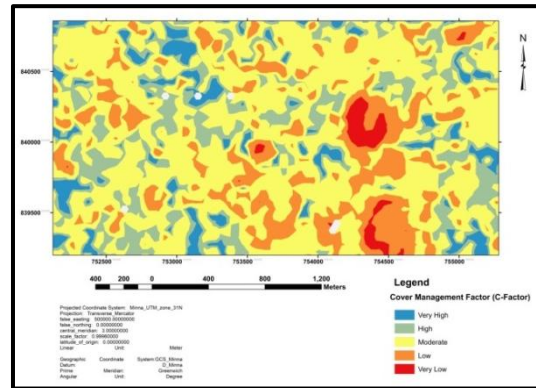 N
840500
840000
839500
752500 753000 753500 754000 754500 755000
400 200 0 400 800 1,200
Meters
Legend
Cover Management Factor (C-Factor)
Very High
High
Moderate
Low
Very Low
Projected Coordinate System: Minna_UTM_zone_31N
Projection: Transverse_Mercator
false_easting: 500000.00000000
false_northing: 0.00000000
central_meridian: 3.00000000
scale_factor: 0.99960000
latitude_of_origin: 0.00000000
Linear Unit: Meter
Geographic Coordinate System:GCS_Minna
Datum: D_Minna
Prime Meridian: Greenwich
Angular Unit: Degree